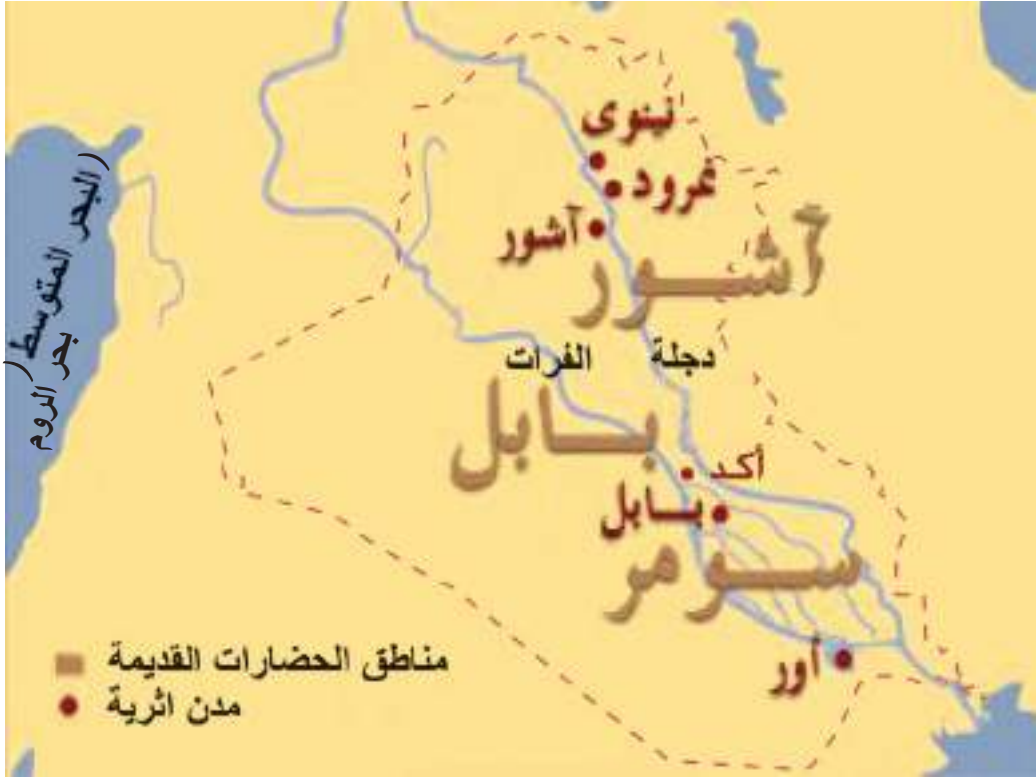 نينوى
نمرود
آشور
آشور
دجلة
الفرات
بابل
أكد
بابل
سومر
أور
(البحر المتوسط)
بحر الروم
مناطق الحضارات القديمة
مدن اثرية